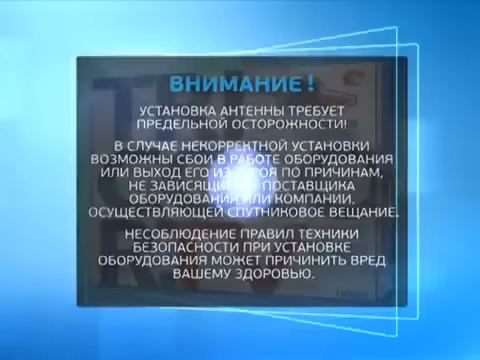 ВНИМАНИЕ!
УСТАНОВКА АНТЕННЫ ТРЕБУЕТ
ПРЕДЕЛЬНОЙ ОСТОРОЖНОСТИ!
В СЛУЧАЕ НЕКОРРЕКТНОЙ УСТАНОВКИ
ВОЗМОЖНЫ СБОИ В РАБОТЕ ОБОРУДОВАНИЯ
ИЛИ ВЫХОД ЕГО ИЗ СТРОЯ ПО ПРИЧИНАМ,
НЕ ЗАВИСЯЩИМ ОТ ПОСТАВЩИКА
ОБОРУДОВАНИЯ ИЛИ КОМПАНИИ,
ОСУЩЕСТВЛЯЮЩЕЙ СПУТНИКОВОЕ ВЕЩАНИЕ.
НЕСОБЛЮДЕНИЕ ПРАВИЛ ТЕХНИКИ
БЕЗОПАСНОСТИ ПРИ УСТАНОВКЕ
ОБОРУДОВАНИЯ МОЖЕТ ПРИЧИНИТЬ ВРЕД
ВАШЕМУ ЗДОРОВЬЮ.